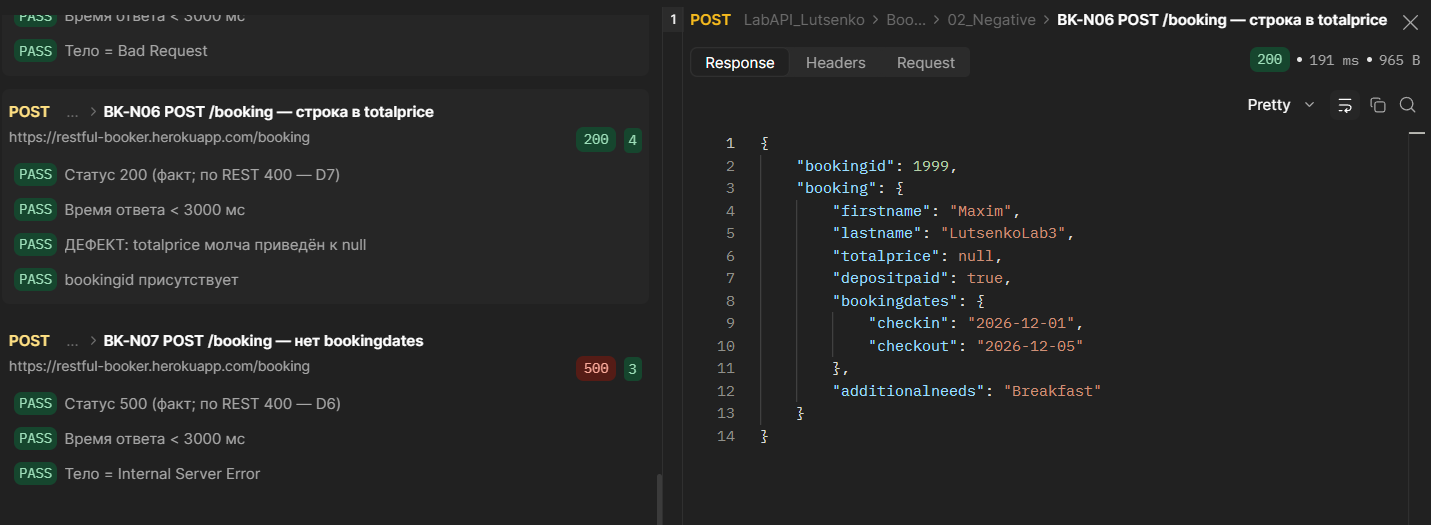 PASS Время ответа < 3000 мс
PASS Тело = Bad Request
POST ... > BK-N06 POST /booking — строка в totalprice
https://restful-booker.herokuapp.com/booking 200 4
PASS Статус 200 (факт; по REST 400 — D7)
PASS Время ответа < 3000 мс
PASS ДЕФЕКТ: totalprice молча приведён к null
PASS bookingid присутствует
POST ... > BK-N07 POST /booking — нет bookingdates
https://restful-booker.herokuapp.com/booking 500 3
PASS Статус 500 (факт; по REST 400 — D6)
PASS Время ответа < 3000 мс
PASS Тело = Internal Server Error
1 POST LabAPI_Lutsenko > Boo... > 02_Negative > BK-N06 POST /booking — строка в totalprice
Response Headers Request 200 • 191 ms • 965 B
Pretty
1 {
2 "bookingid": 1999,
3 "booking": {
4 "firstname": "Maxim",
5 "lastname": "LutsenkoLab3",
6 "totalprice": null,
7 "depositpaid": true,
8 "bookingdates": {
9 "checkin": "2026-12-01",
10 "checkout": "2026-12-05"
11 },
12 "additionalneeds": "Breakfast"
13 }
14 }